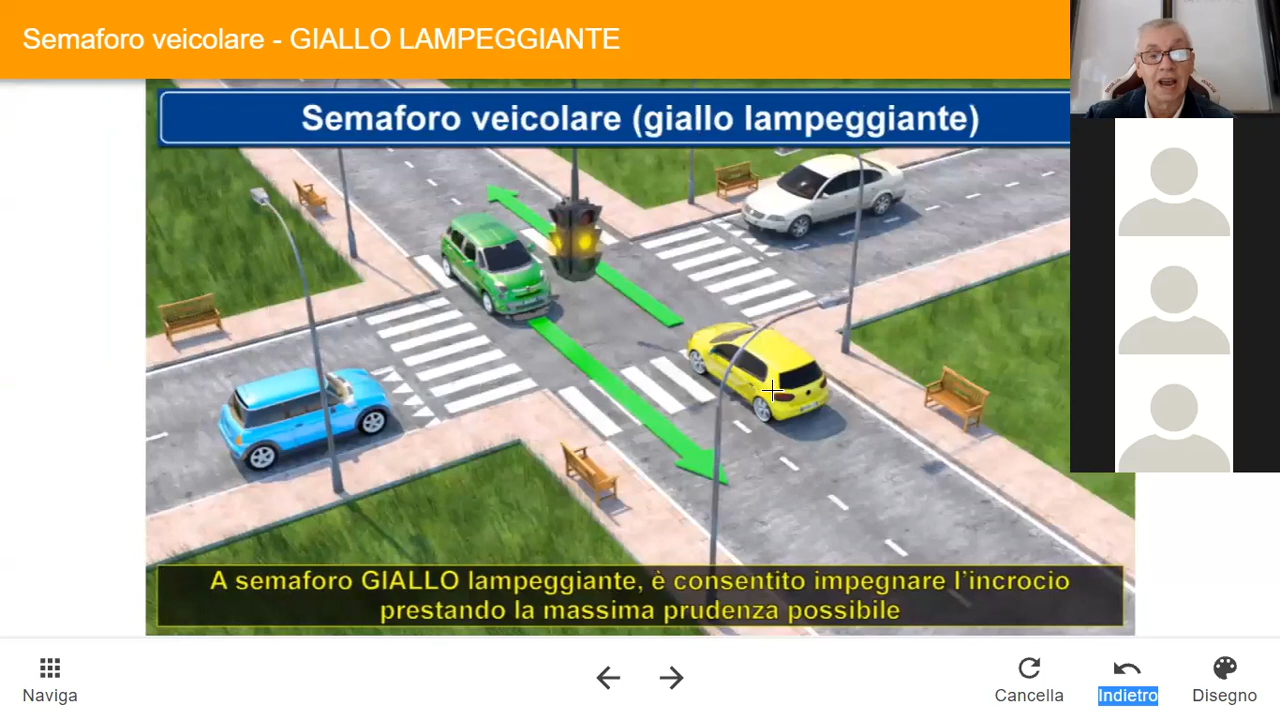 Semaforo veicolare - GIALLO LAMPEGGIANTE
Semaforo veicolare (giallo lampeggiante)
A semaforo GIALLO lampeggiante, è consentito impegnare l'incrocio
prestando la massima prudenza possibile
Naviga
Cancella
Indietro
Disegno